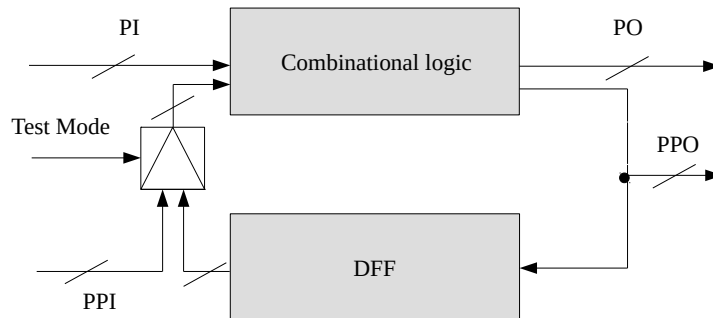 PI
PO
Combinational logic
Test Mode
PPO
DFF
PPI